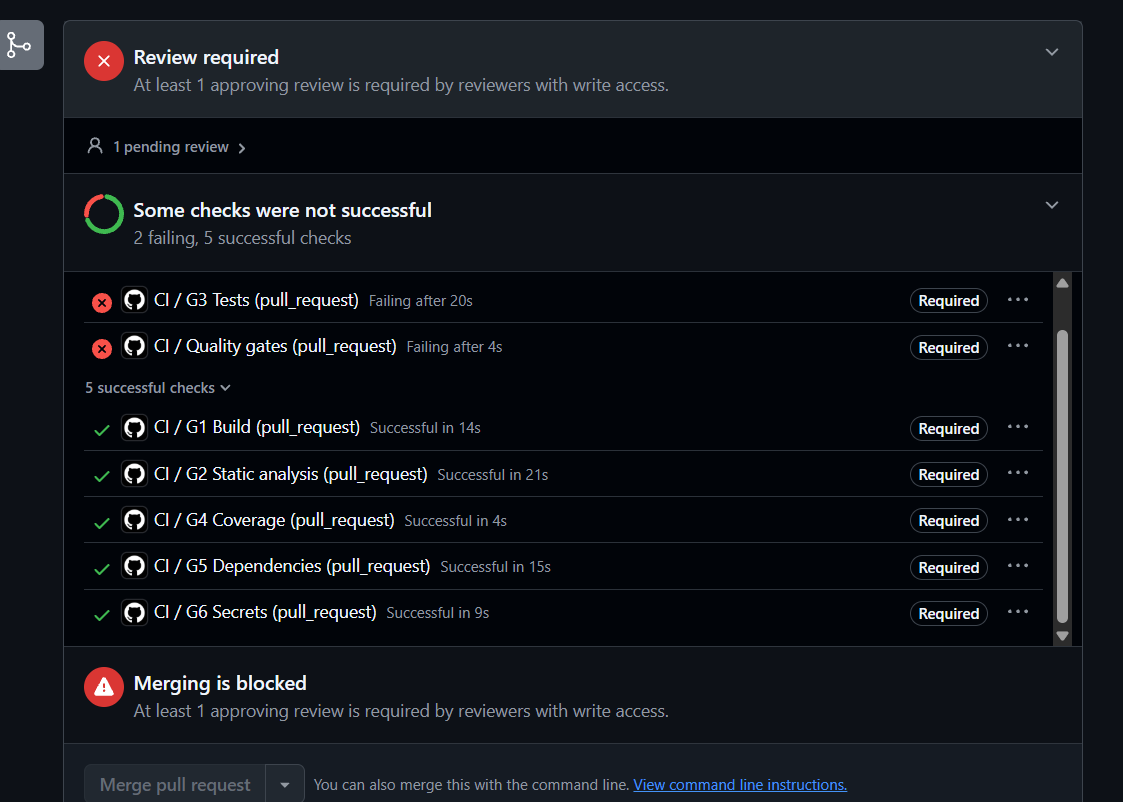 Review required
At least 1 approving review is required by reviewers with write access.
1 pending review
Some checks were not successful
2 failing, 5 successful checks
CI / G3 Tests (pull_request) Failing after 20s Required
CI / Quality gates (pull_request) Failing after 4s Required
5 successful checks
CI / G1 Build (pull_request) Successful in 14s Required
CI / G2 Static analysis (pull_request) Successful in 21s Required
CI / G4 Coverage (pull_request) Successful in 4s Required
CI / G5 Dependencies (pull_request) Successful in 15s Required
CI / G6 Secrets (pull_request) Successful in 9s Required
Merging is blocked
At least 1 approving review is required by reviewers with write access.
Merge pull request You can also merge this with the command line. View command line instructions.